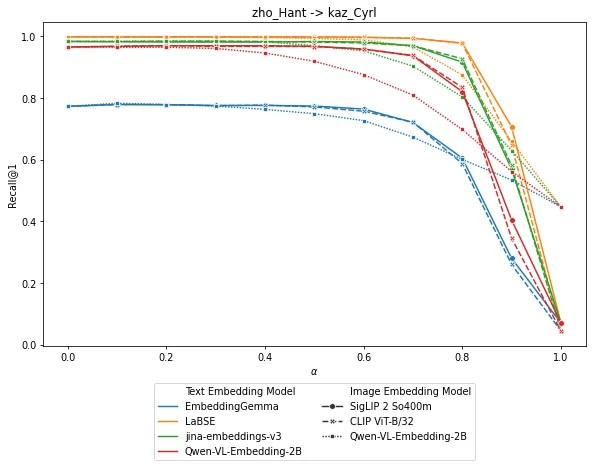 zho_Hant -> kaz_Cyrl
Recall@1
1.0
0.8
0.6
0.4
0.2
0.0
0.0 0.2 0.4 0.6 0.8 1.0
α
Text Embedding Model Image Embedding Model
EmbeddingGemma SigLIP 2 So400m
LaBSE CLIP ViT-B/32
jina-embeddings-v3 Qwen-VL-Embedding-2B
Qwen-VL-Embedding-2B